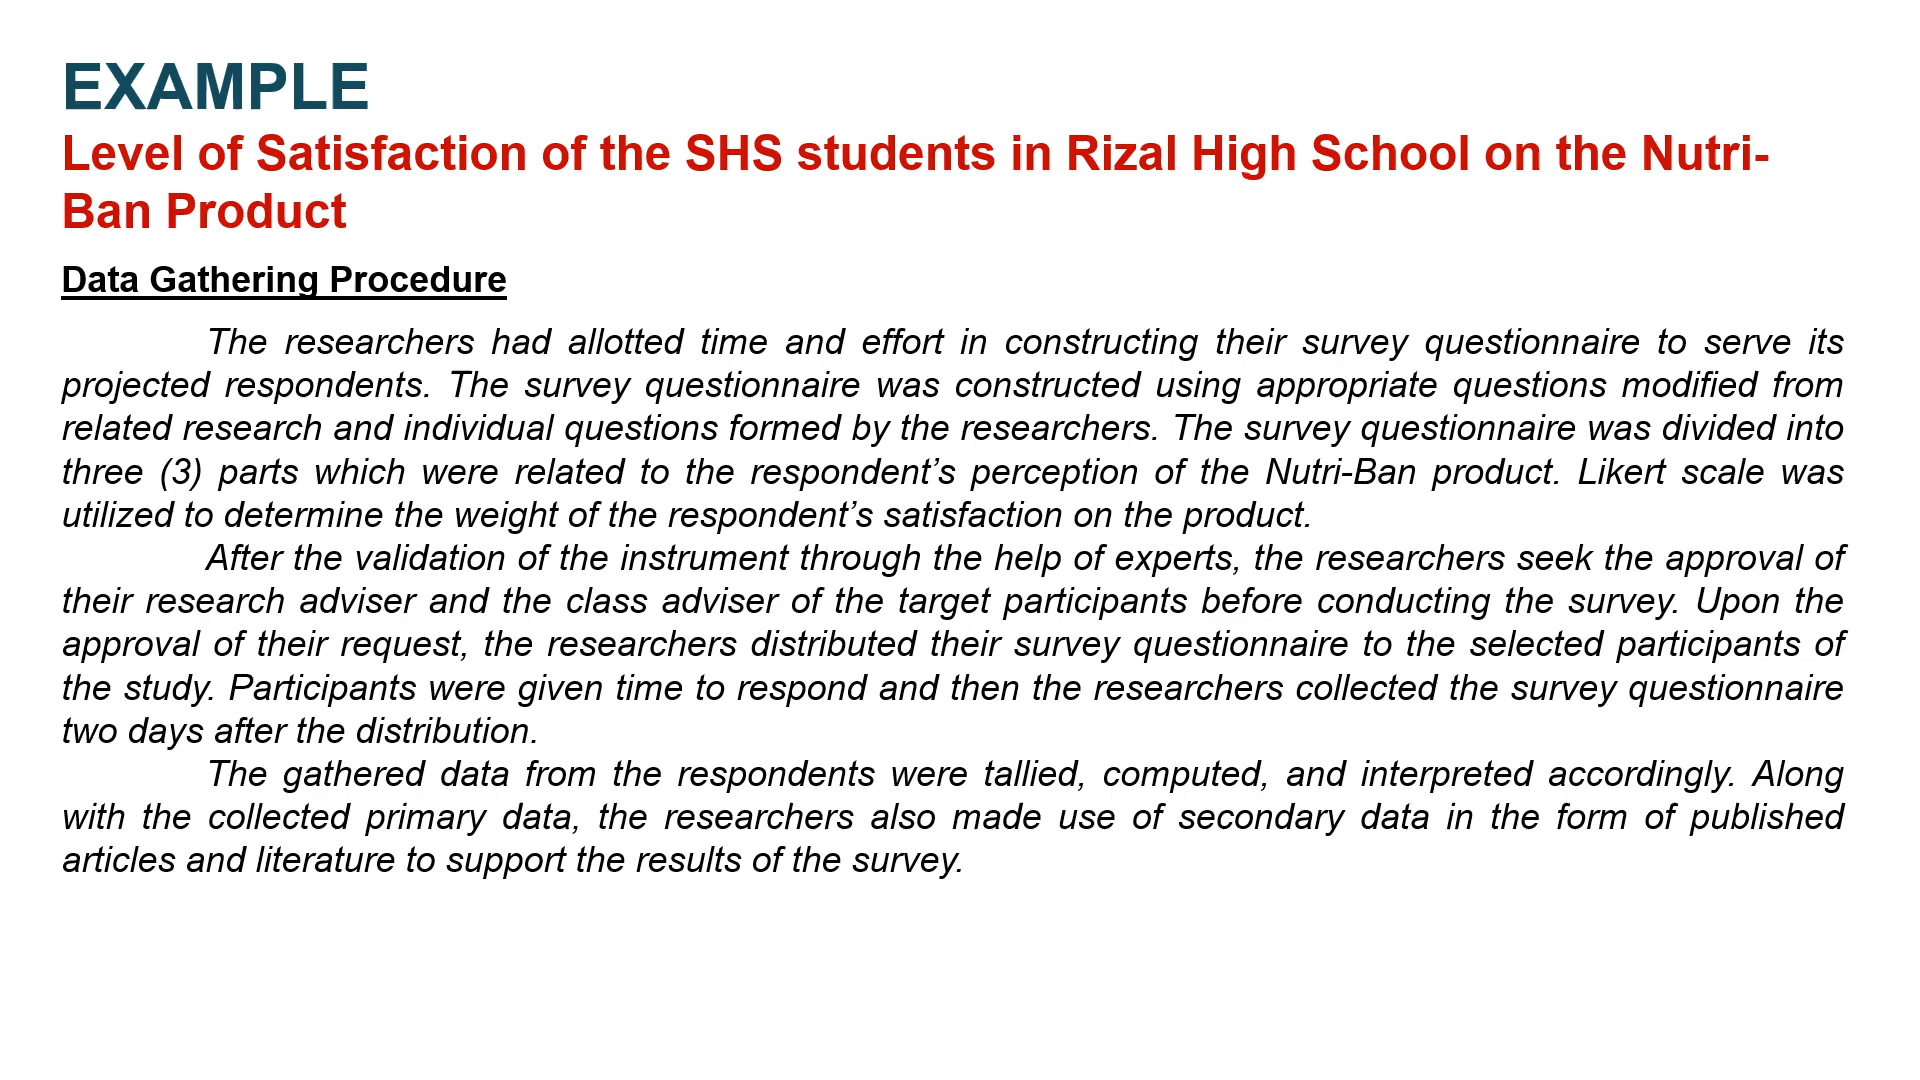 EXAMPLE
Level of Satisfaction of the SHS students in Rizal High School on the Nutri-
Ban Product
Data Gathering Procedure
The researchers had allotted time and effort in constructing their survey questionnaire to serve its
projected respondents. The survey questionnaire was constructed using appropriate questions modified from
related research and individual questions formed by the researchers. The survey questionnaire was divided into
three (3) parts which were related to the respondent’s perception of the Nutri-Ban product. Likert scale was
utilized to determine the weight of the respondent’s satisfaction on the product.
After the validation of the instrument through the help of experts, the researchers seek the approval of
their research adviser and the class adviser of the target participants before conducting the survey. Upon the
approval of their request, the researchers distributed their survey questionnaire to the selected participants of
the study. Participants were given time to respond and then the researchers collected the survey questionnaire
two days after the distribution.
The gathered data from the respondents were tallied, computed, and interpreted accordingly. Along
with the collected primary data, the researchers also made use of secondary data in the form of published
articles and literature to support the results of the survey.